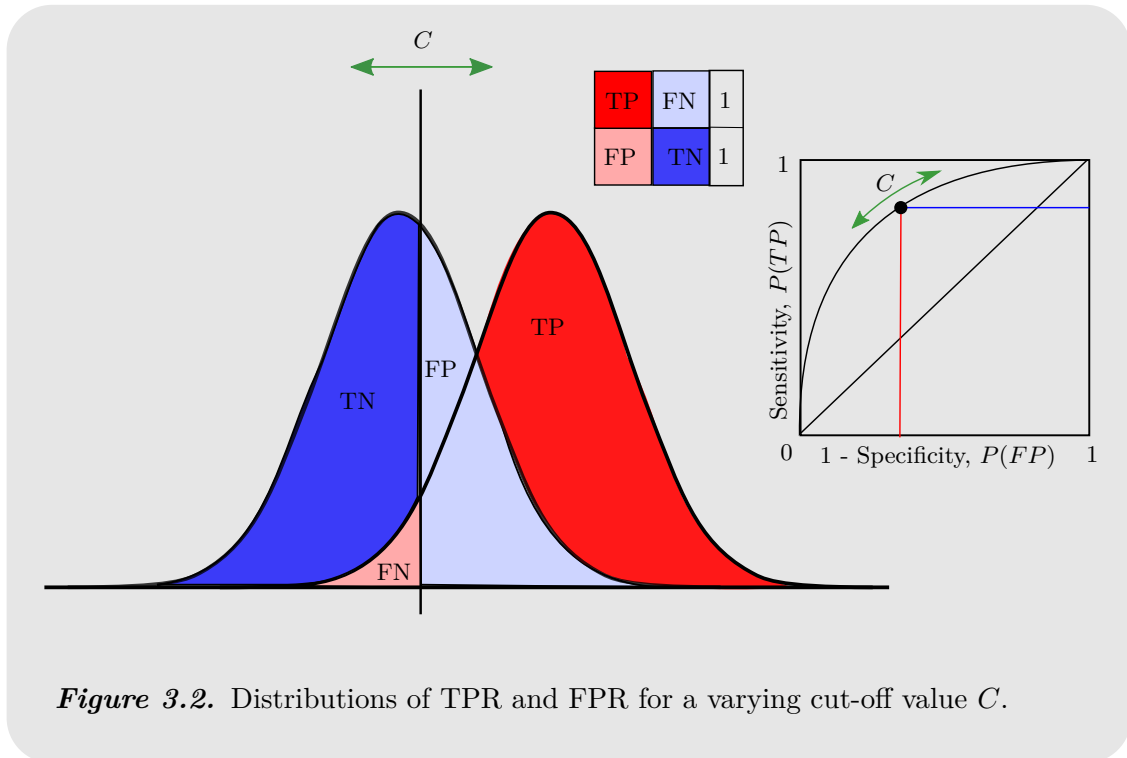 C
TP FN 1
FP TN 1
TN
FP
TP
FN
1
C
Sensitivity, P(TP)
0
1 - Specificity, P(FP)
1
Figure 3.2. Distributions of TPR and FPR for a varying cut-off value C.